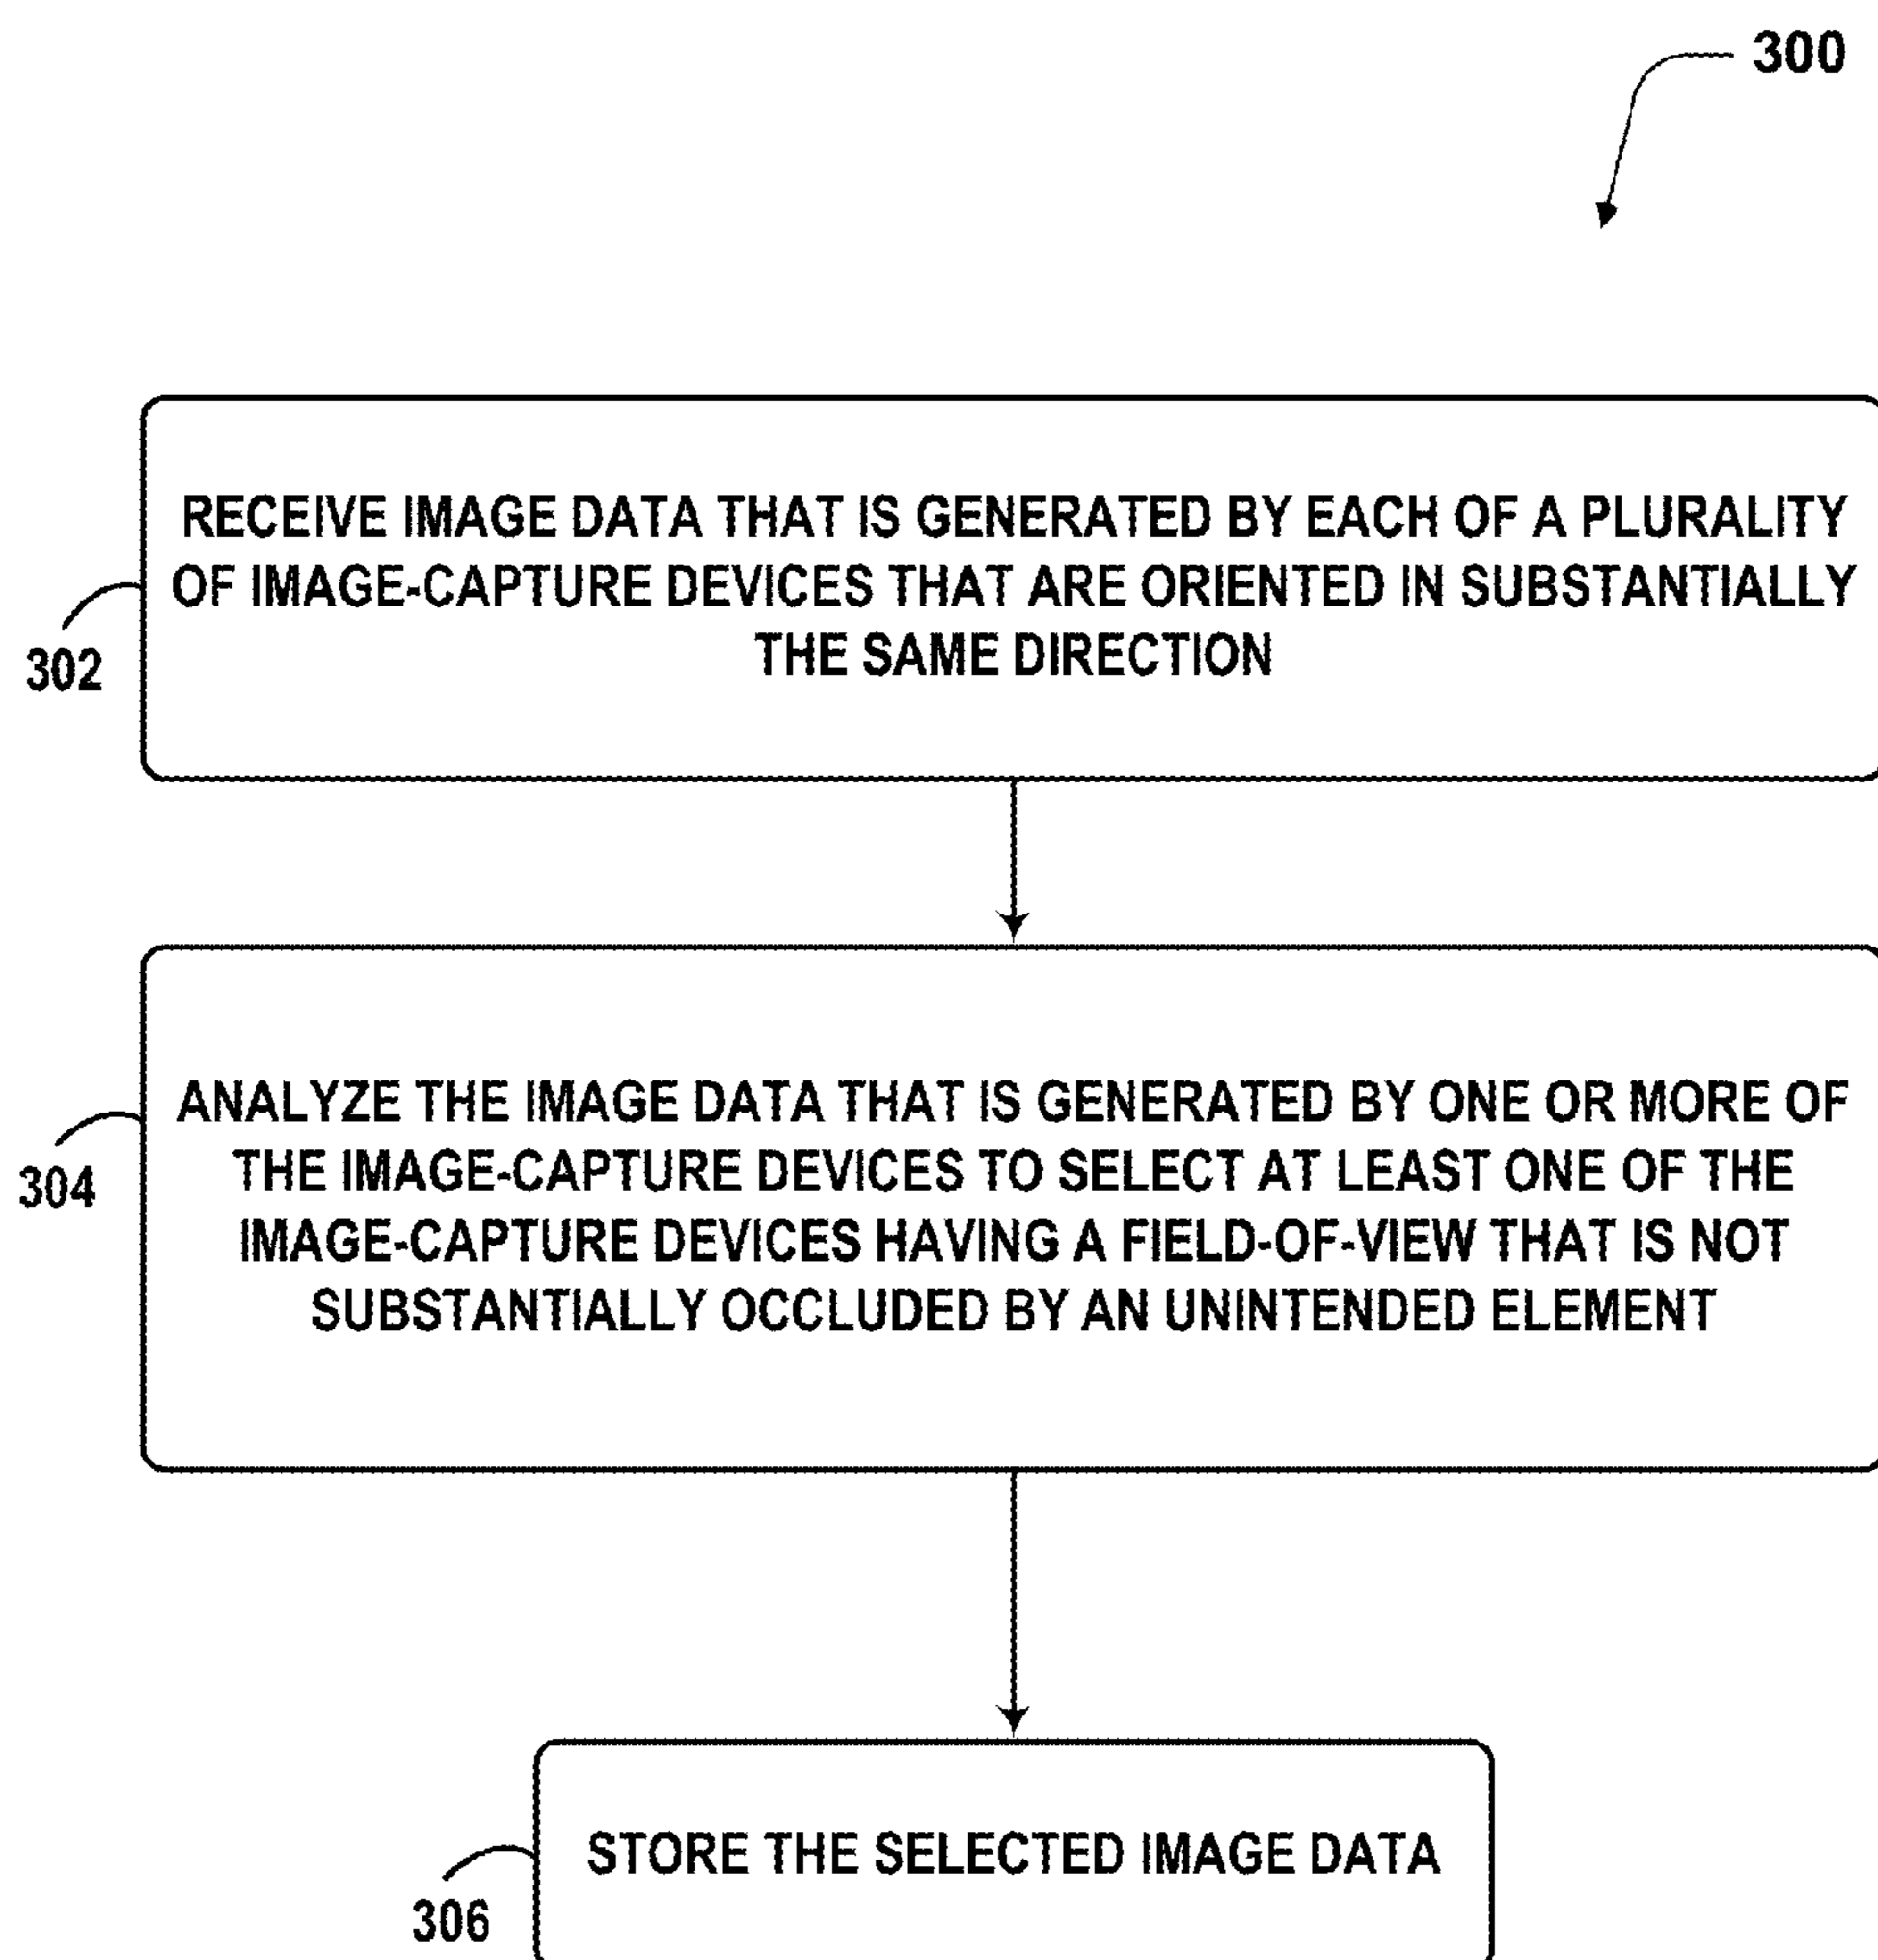 300
RECEIVE IMAGE DATA THAT IS GENERATED BY EACH OF A PLURALITY
OF IMAGE-CAPTURE DEVICES THAT ARE ORIENTED IN SUBSTANTIALLY
THE SAME DIRECTION
302
ANALYZE THE IMAGE DATA THAT IS GENERATED BY ONE OR MORE OF
THE IMAGE-CAPTURE DEVICES TO SELECT AT LEAST ONE OF THE
IMAGE-CAPTURE DEVICES HAVING A FIELD-OF-VIEW THAT IS NOT
SUBSTANTIALLY OCCLUDED BY AN UNINTENDED ELEMENT
304
STORE THE SELECTED IMAGE DATA
306